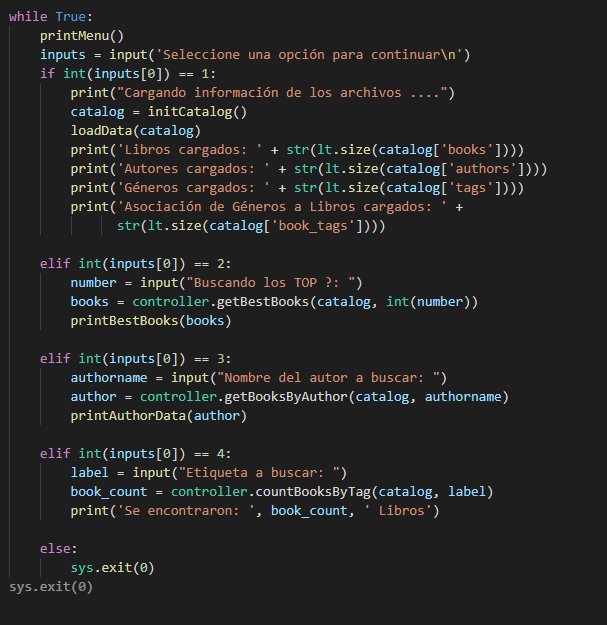 while True:
    printMenu()
    inputs = input('Seleccione una opción para continuar\n')
    if int(inputs[0]) == 1:
        print("Cargando información de los archivos ....")
        catalog = initCatalog()
        loadData(catalog)
        print('Libros cargados: ' + str(lt.size(catalog['books'])))
        print('Autores cargados: ' + str(lt.size(catalog['authors'])))
        print('Géneros cargados: ' + str(lt.size(catalog['tags'])))
        print('Asociación de Géneros a Libros cargados: ' +
              str(lt.size(catalog['book_tags'])))

    elif int(inputs[0]) == 2:
        number = input("Buscando los TOP ?: ")
        books = controller.getBestBooks(catalog, int(number))
        printBestBooks(books)

    elif int(inputs[0]) == 3:
        authorname = input("Nombre del autor a buscar: ")
        author = controller.getBooksByAuthor(catalog, authorname)
        printAuthorData(author)

    elif int(inputs[0]) == 4:
        label = input("Etiqueta a buscar: ")
        book_count = controller.countBooksByTag(catalog, label)
        print('Se encontraron: ', book_count, ' Libros')

    else:
        sys.exit(0)
sys.exit(0)